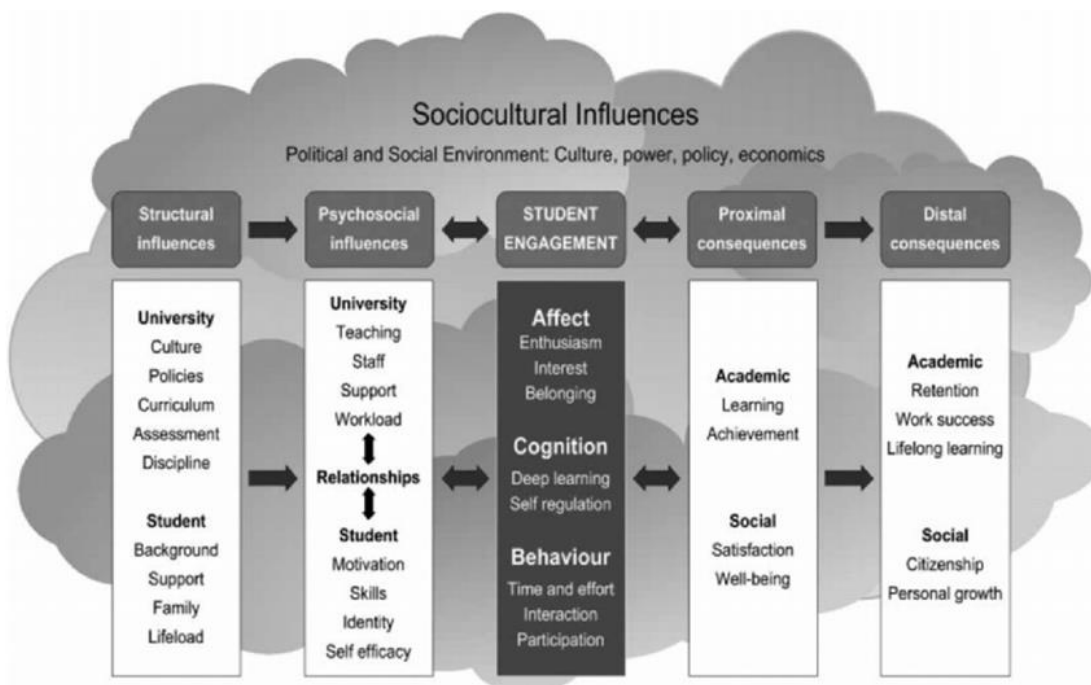 Sociocultural Influences
Political and Social Environment: Culture, power, policy, economics
Structural
influences
Psychosocial
influences
STUDENT
ENGAGEMENT
Proximal
consequences
Distal
consequences
University
Culture
Policies
Curriculum
Assessment
Discipline
Student
Background
Support
Family
Lifeload
University
Teaching
Staff
Support
Workload
Relationships
Student
Motivation
Skills
Identity
Self efficacy
Affect
Enthusiasm
Interest
Belonging
Cognition
Deep learning
Self regulation
Behaviour
Time and effort
Interaction
Participation
Academic
Learning
Achievement
Social
Satisfaction
Well-being
Academic
Retention
Work success
Lifelong learning
Social
Citizenship
Personal growth